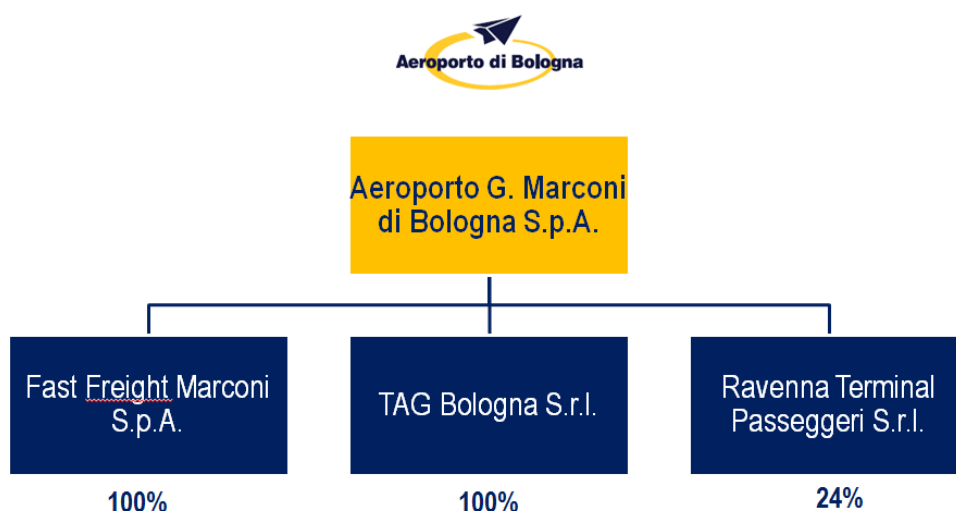 Aeroporto di Bologna
Aeroporto G. Marconi
di Bologna S.p.A.
Fast Freight Marconi
S.p.A.
TAG Bologna S.r.l.
Ravenna Terminal
Passeggeri S.r.l.
100%
100%
24%